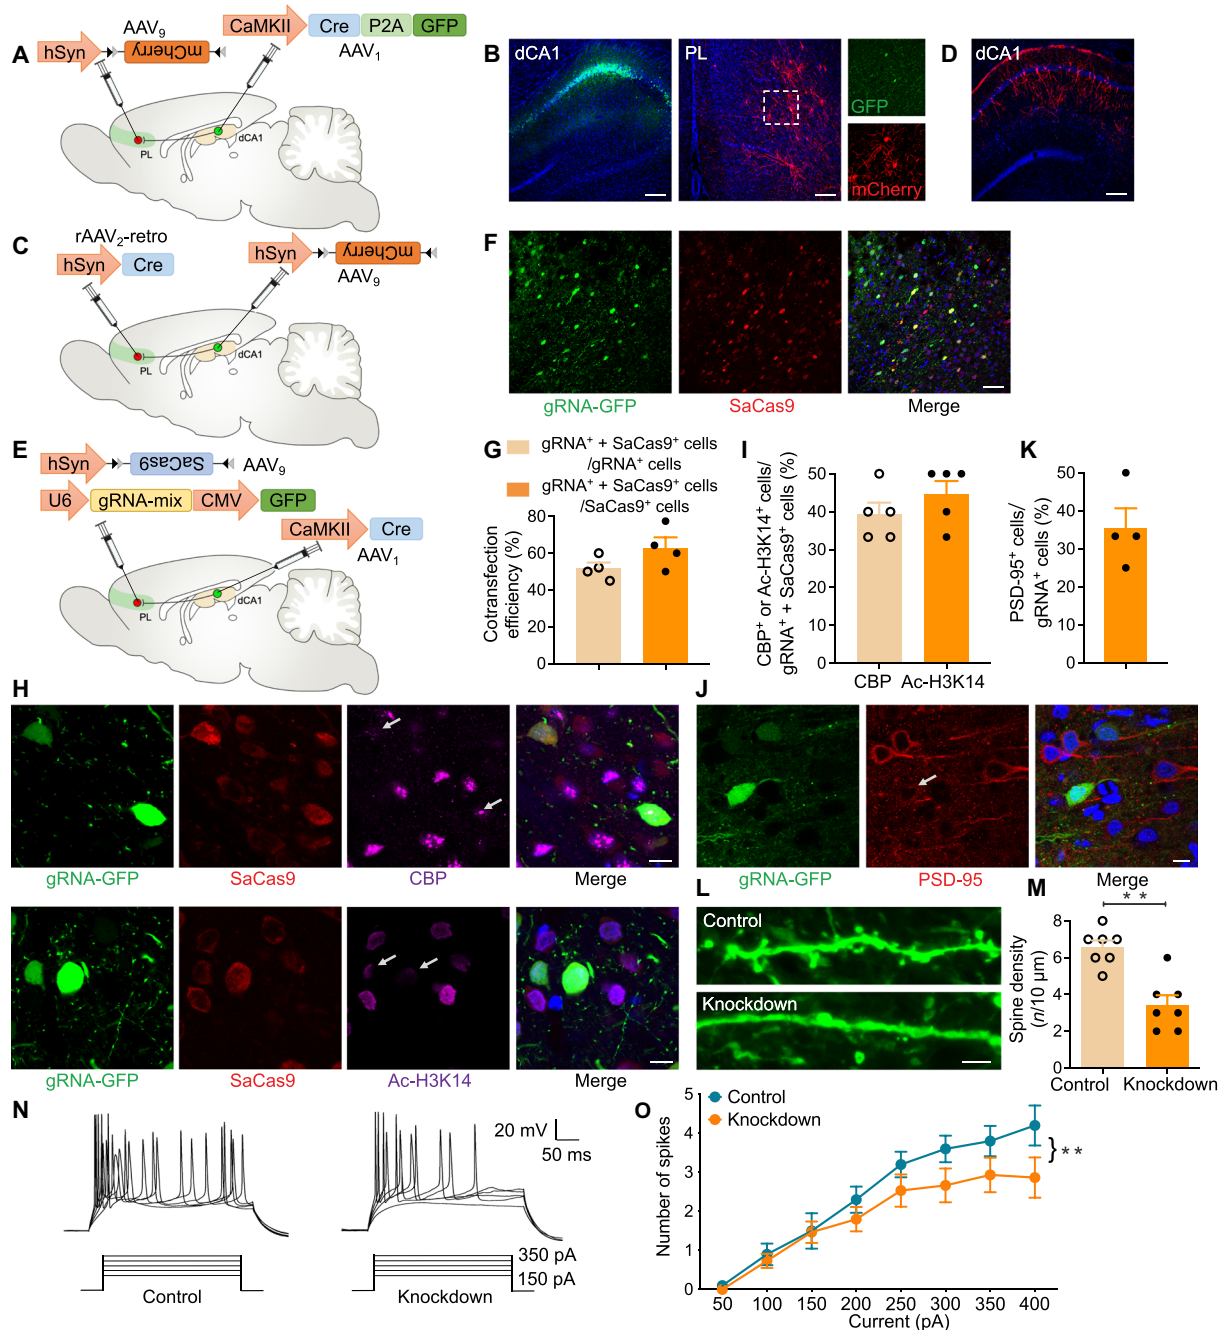 A
hSyn
AAV9
mCherry
CaMKII
Cre
P2A
GFP
AAV1
PL
dCA1
B
dCA1
PL
GFP
mCherry
D
C
rAAV2-retro
hSyn
Cre
hSyn
mCherry
AAV9
PL
dCA1
F
gRNA-GFP
SaCas9
Merge
E
hSyn
SaCas9
AAV9
U6
gRNA-mix
CMV
GFP
CaMKII
Cre
AAV1
PL
dCA1
G
gRNA+ + SaCas9+ cells
/gRNA+ cells
gRNA+ + SaCas9+ cells
/SaCas9+ cells
Cotransfection
efficiency (%)
80
60
40
20
0
I
CBP+ or Ac-H3K14+ cells/
gRNA+ + SaCas9+ cells (%)
50
40
30
20
10
0
CBP
Ac-H3K14
K
PSD-95+ cells/
gRNA+ cells (%)
50
40
30
20
10
0
H
gRNA-GFP
SaCas9
CBP
Merge
gRNA-GFP
SaCas9
Ac-H3K14
Merge
J
gRNA-GFP
PSD-95
Merge
L
Control
Knockdown
M
**
Spine density
(n/10 µm)
8
6
4
2
0
Control
Knockdown
N
20 mV
50 ms
350 pA
150 pA
Control
Knockdown
O
Control
Knockdown
Number of spikes
5
4
3
2
1
0
**
50
100
150
200
250
300
350
400
Current (pA)